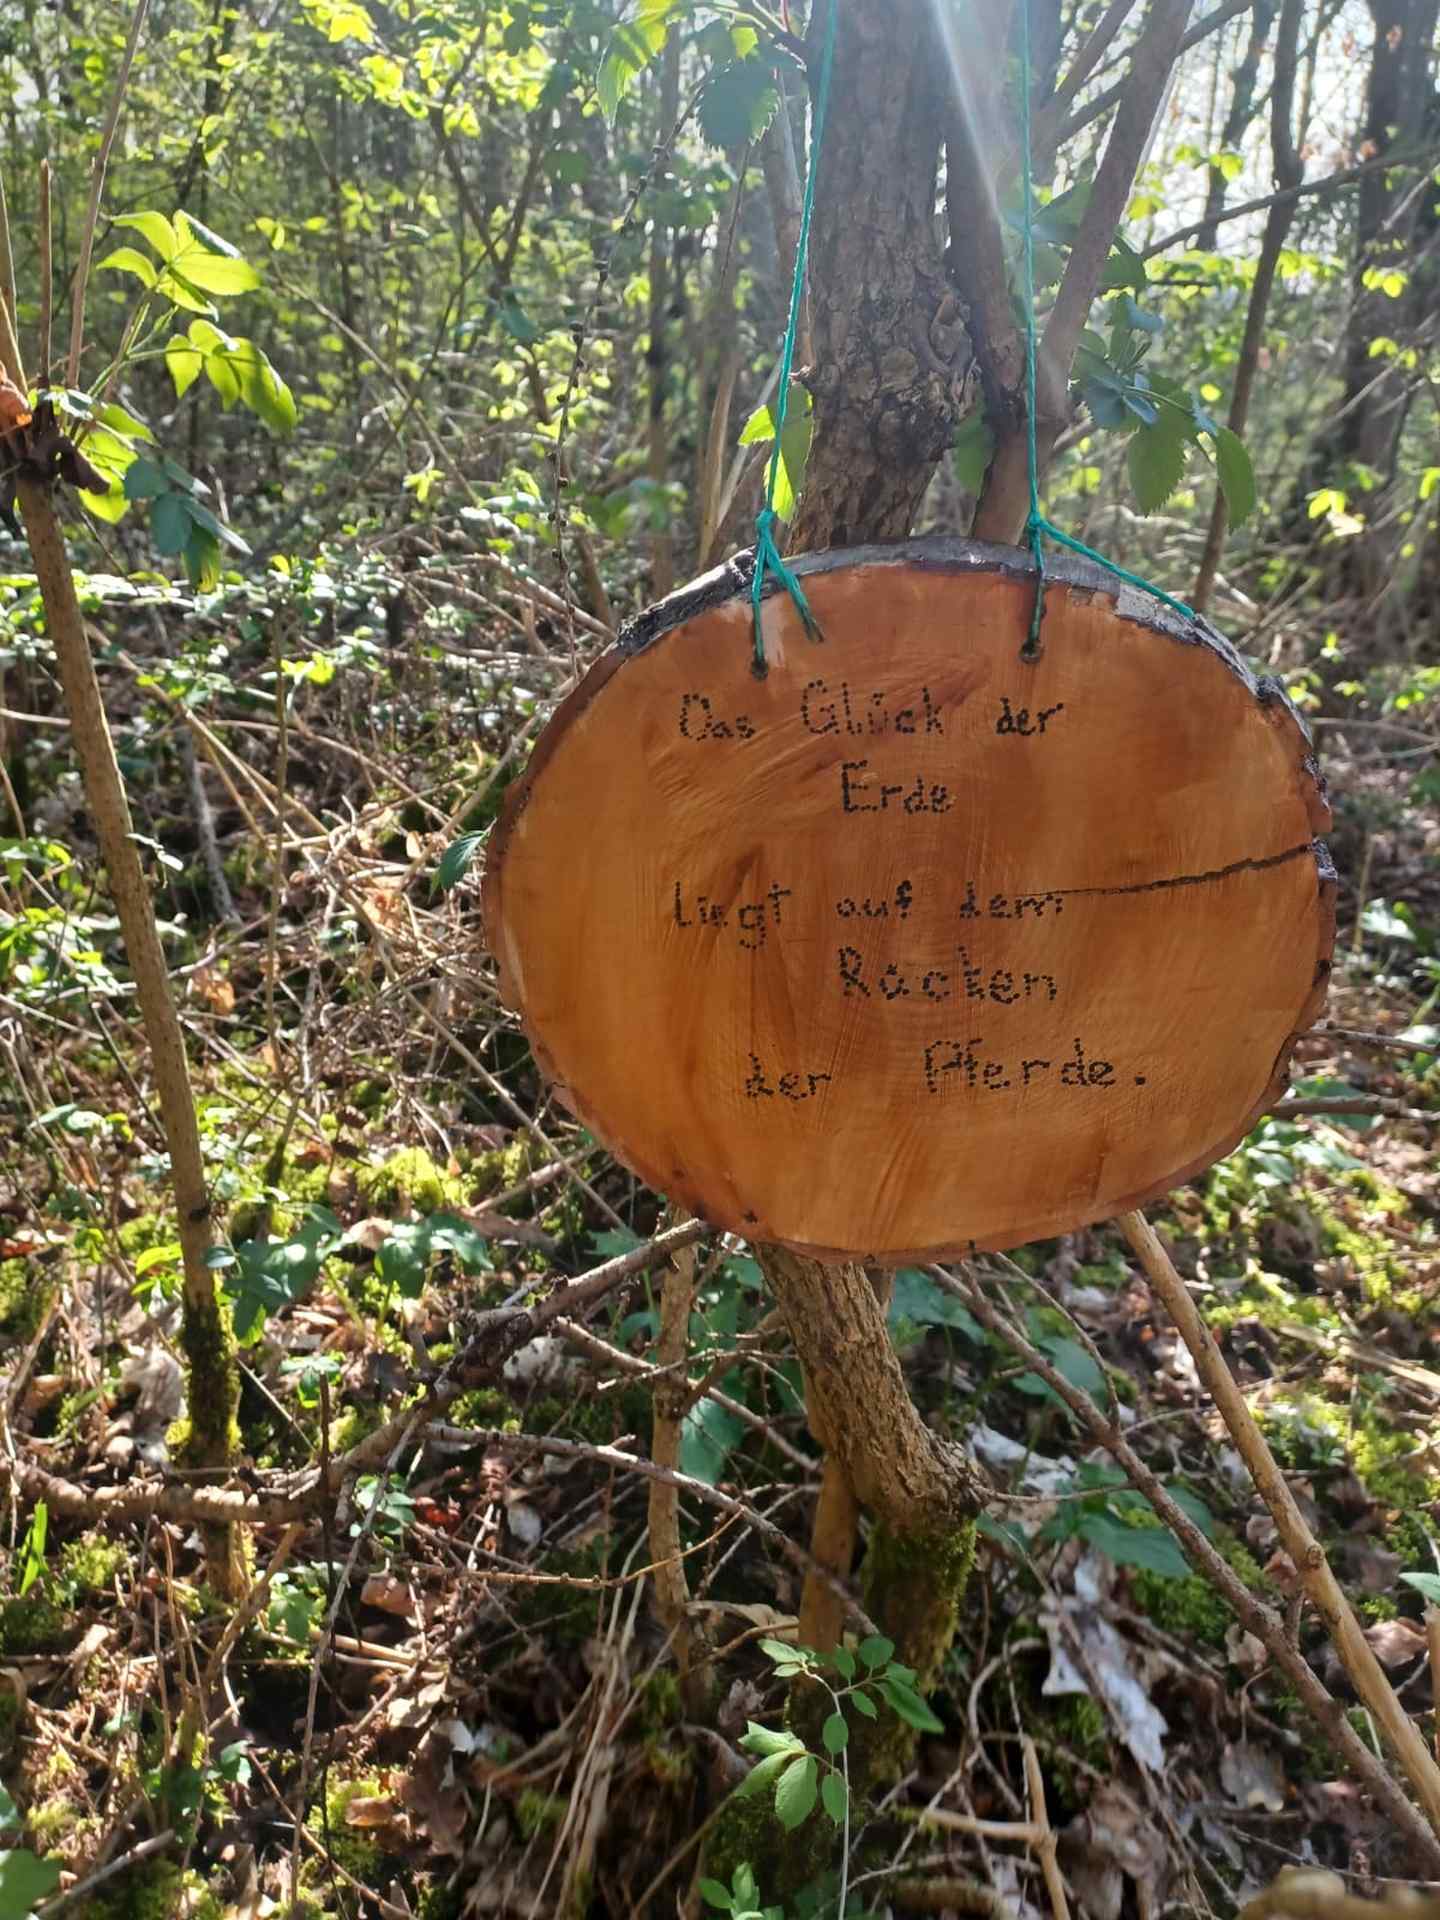 Das Glück der
Erde
liegt auf dem
Rücken
der Pferde.